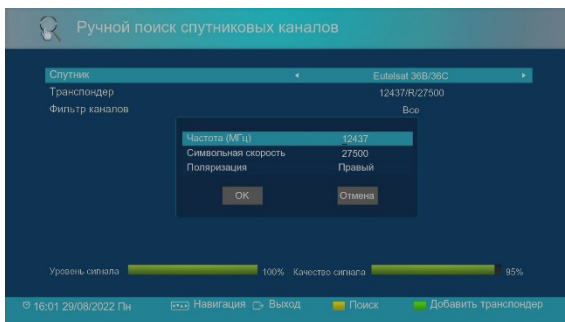 Ручной поиск спутниковых каналов
Спутник Eutelsat 36B/36C
Транспондер 12437/R/27500
Фильтр каналов Все
Частота (МГц) 12437
Символьная скорость 27500
Поляризация Правый
OK Отмена
Уровень сигнала 100% Качество сигнала 95%
16:01 29/08/2022 Пн Навигация Выход Поиск Добавить транспондер